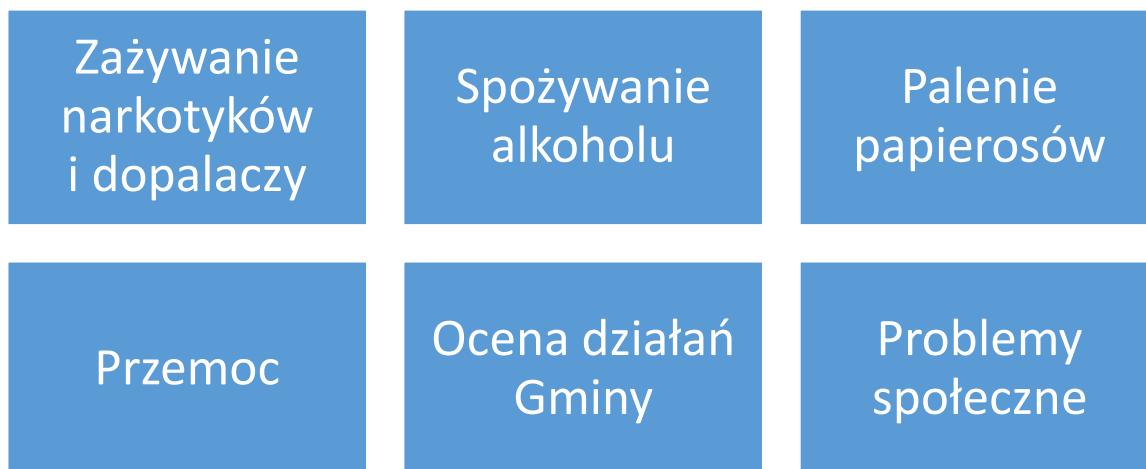 Zażywanie
narkotyków
i dopalaczy
Spożywanie
alkoholu
Palenie
papierosów
Przemoc
Ocena działań
Gminy
Problemy
społeczne